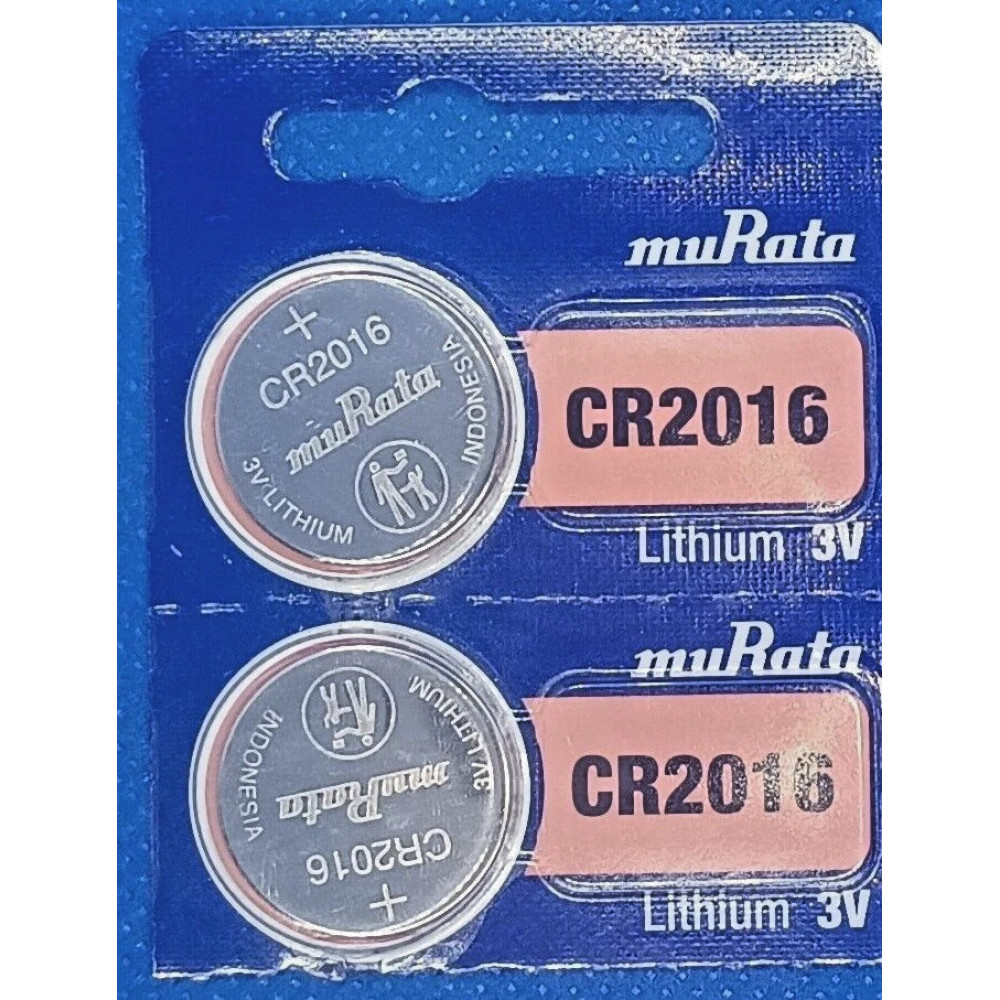 muRata
+
CR2016
muRata
INDONESIA
3V LITHIUM
CR2016
Lithium 3V
muRata
3V LITHIUM
INDONESIA
muRata
CR2016
+
CR2016
Lithium 3V